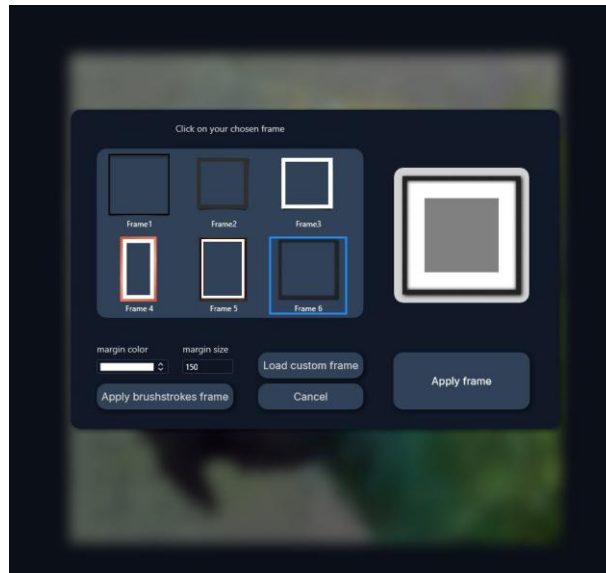 Click on your chosen frame
Frame1 Frame2 Frame3
Frame 4 Frame 5 Frame 6
margin color margin size
150
Load custom frame
Apply brushstrokes frame
Cancel
Apply frame